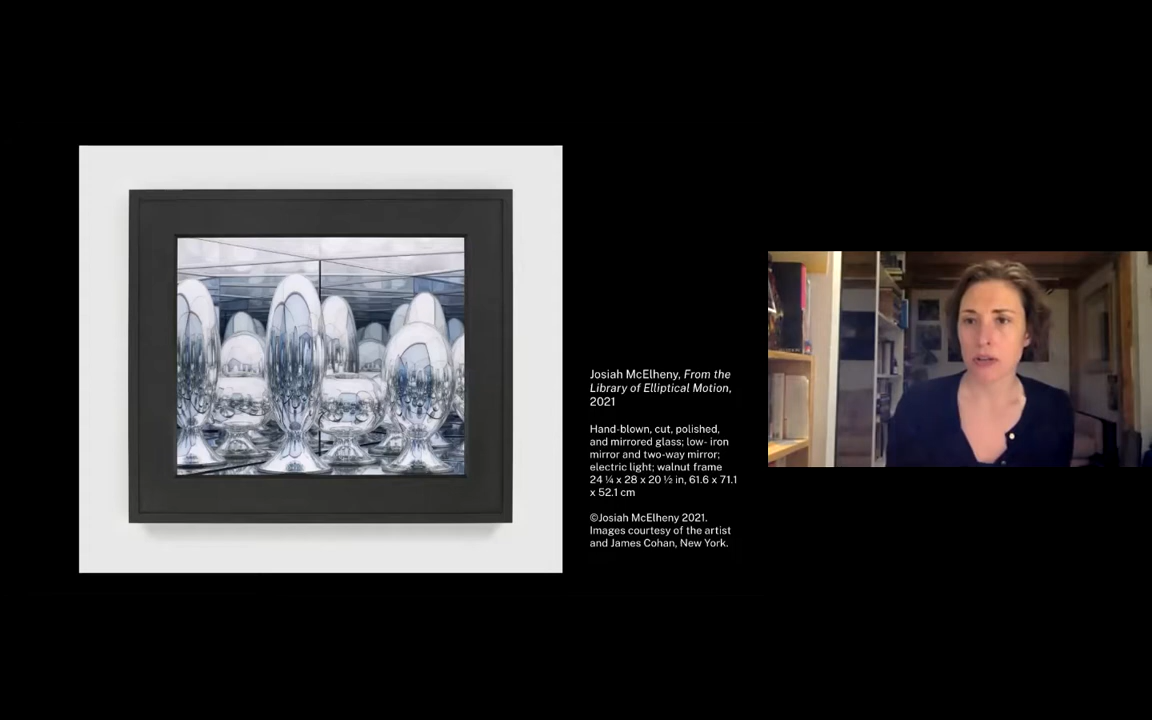 Josiah McElheny, From the
Library of Elliptical Motion,
2021
Hand-blown, cut, polished,
and mirrored glass; low- iron
mirror and two-way mirror;
electric light; walnut frame
24 ¼ x 28 x 20 ½ in, 61.6 x 71.1
x 52.1 cm
©Josiah McElheny 2021.
Images courtesy of the artist
and James Cohan, New York.